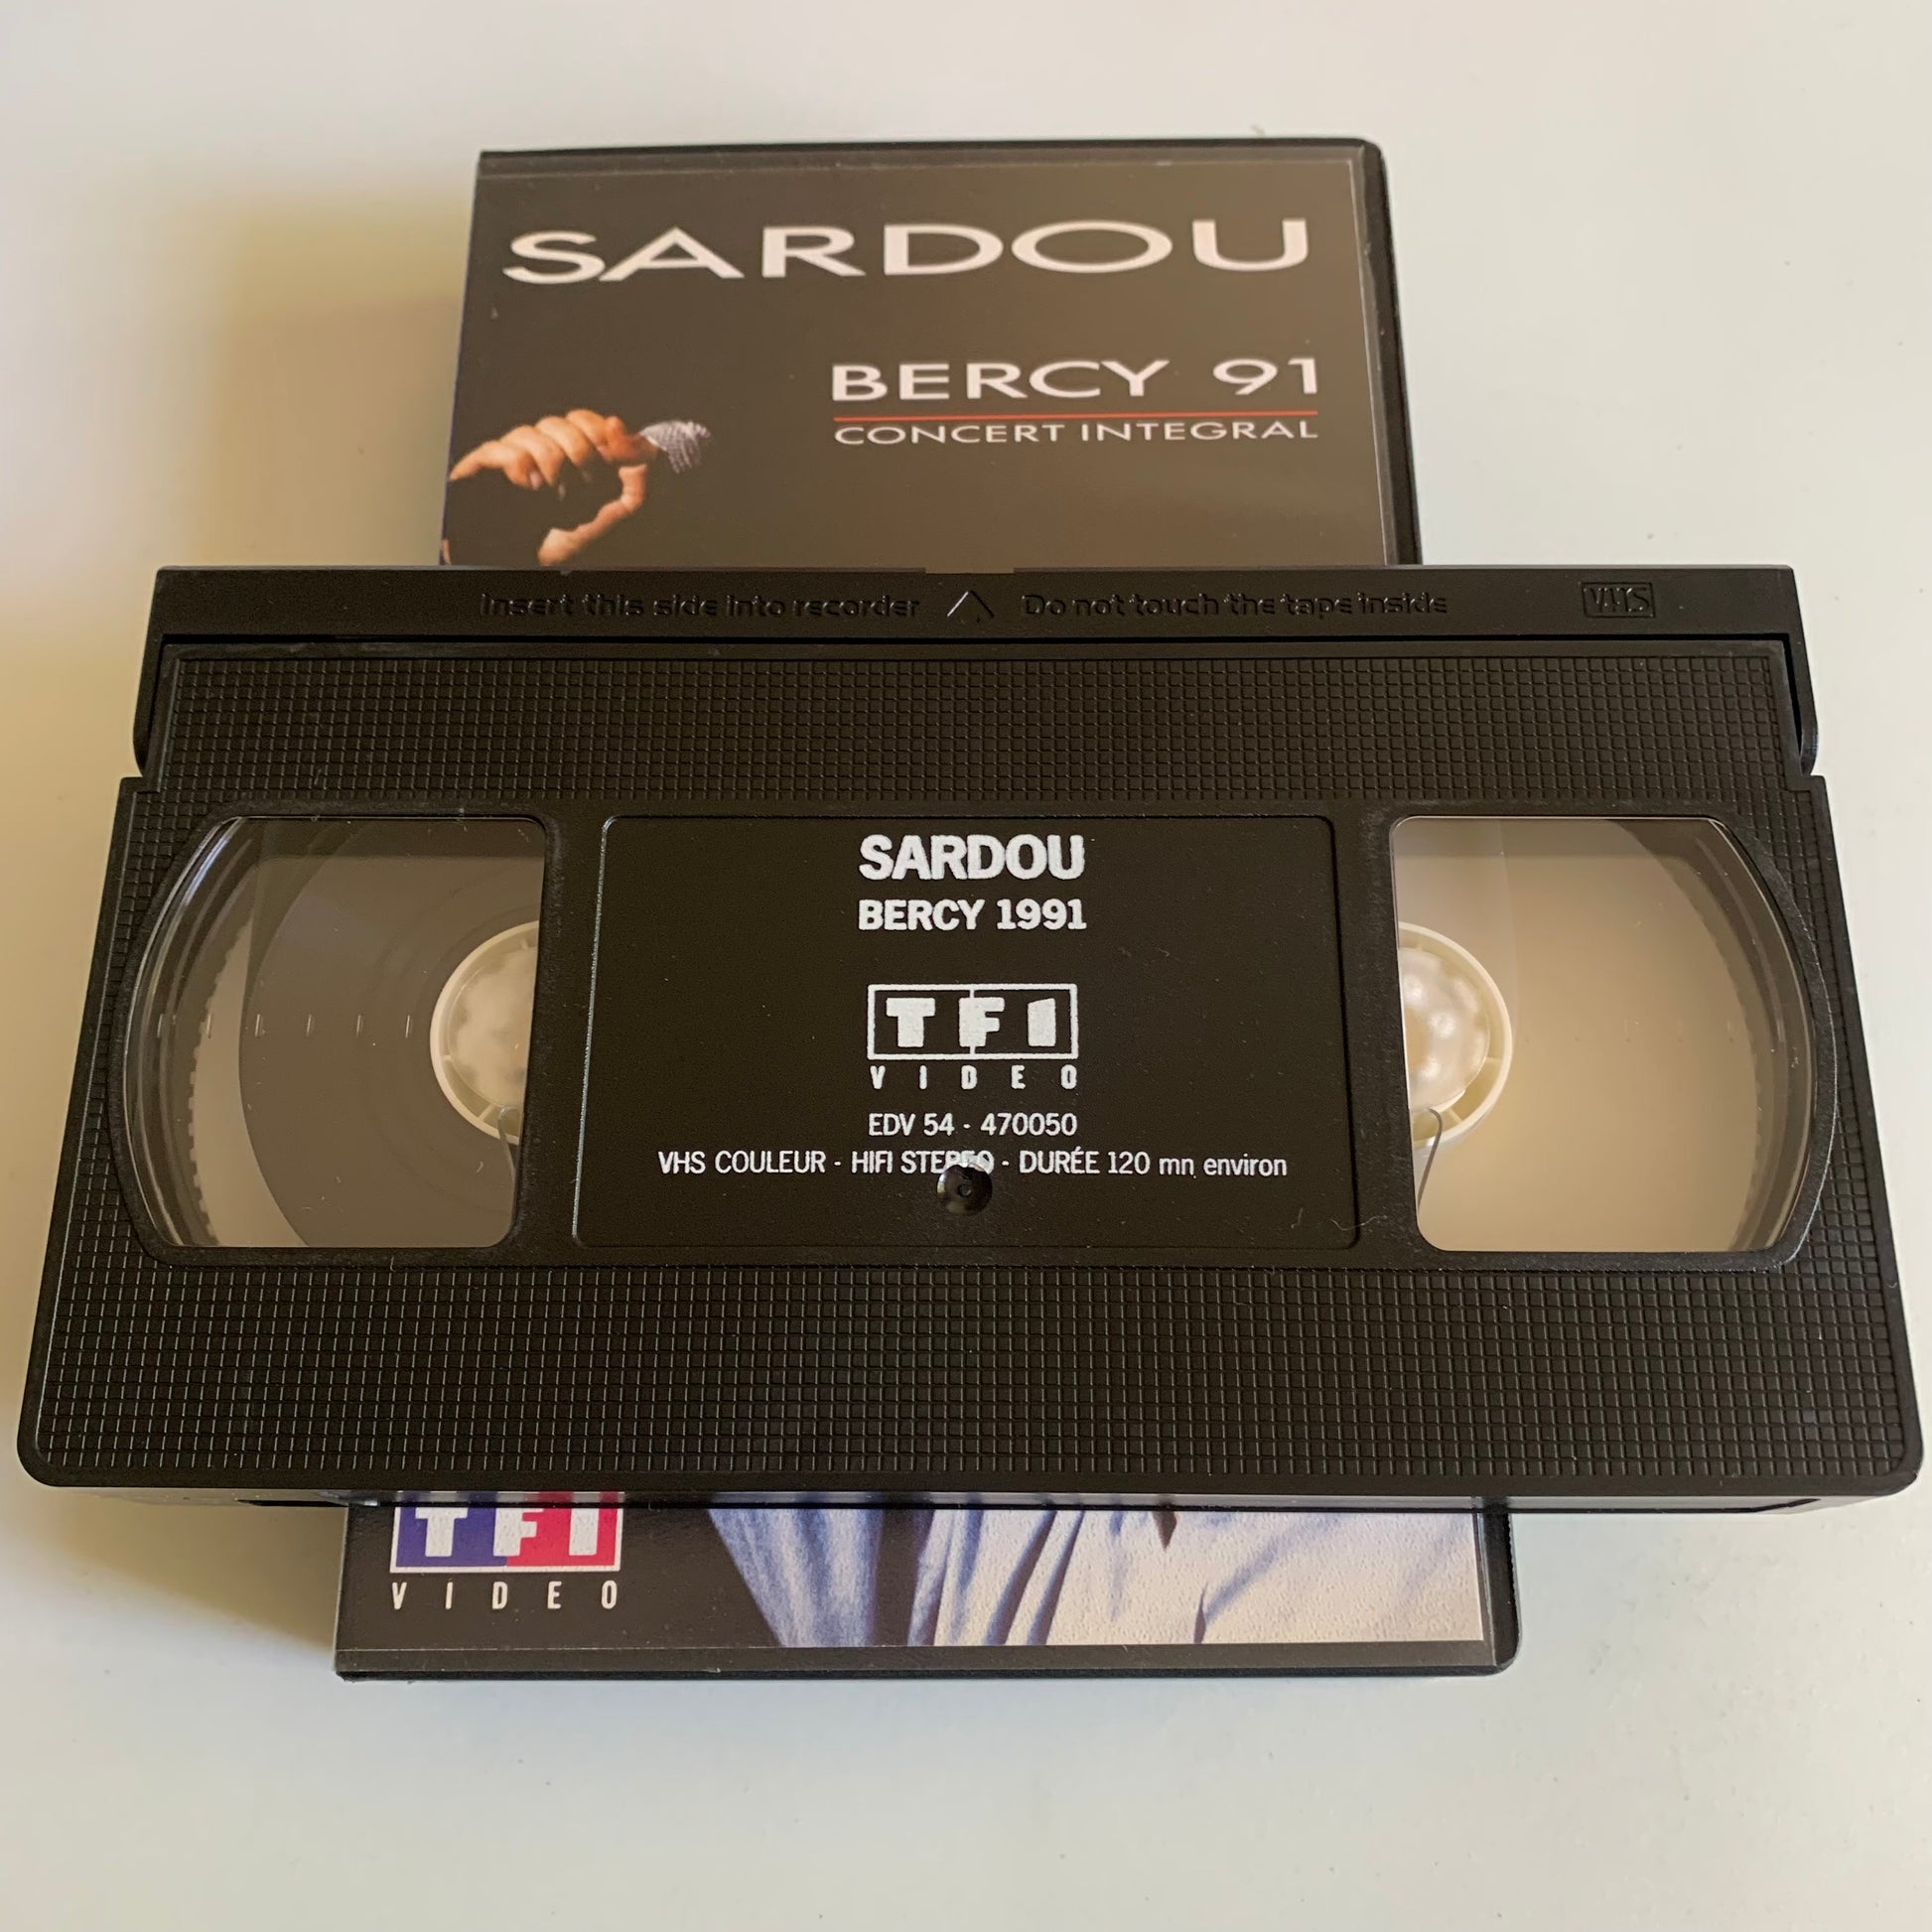 SARDOU
BERCY 91
CONCERT INTEGRAL
Insert this side into recorder Do not touch the tape inside VHS
SARDOU
BERCY 1991
TF1
VIDEO
EDV 54 - 470050
VHS COULEUR - HIFI STEREO - DURÉE 120 mn environ
TF1
VIDEO